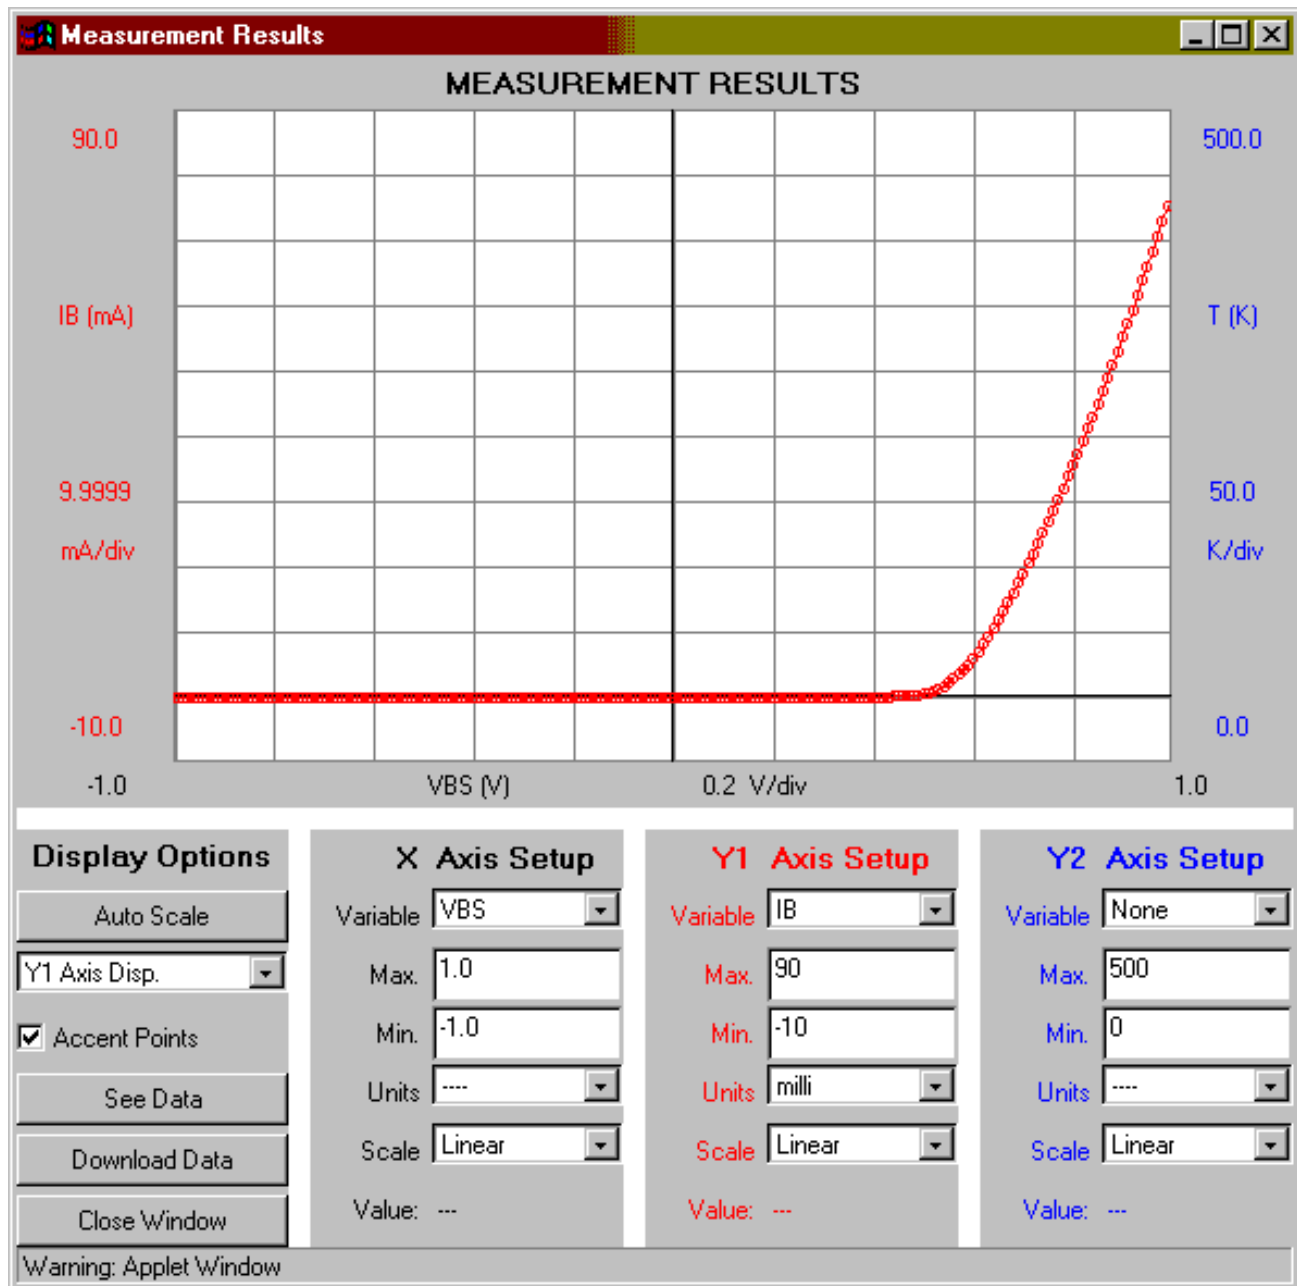 Measurement Results
MEASUREMENT RESULTS
90.0
500.0
IB (mA)
T (K)
9.9999
mA/div
50.0
K/div
-10.0
0.0
-1.0 VBS (V) 0.2 V/div 1.0
Display Options
Auto Scale
Y1 Axis Disp.
Accent Points
See Data
Download Data
Close Window
X Axis Setup
Variable VBS
Max. 1.0
Min. -1.0
Units ----
Scale Linear
Value: ---
Y1 Axis Setup
Variable IB
Max. 90
Min. -10
Units milli
Scale Linear
Value: ---
Y2 Axis Setup
Variable None
Max. 500
Min. 0
Units ----
Scale Linear
Value: ---
Warning: Applet Window